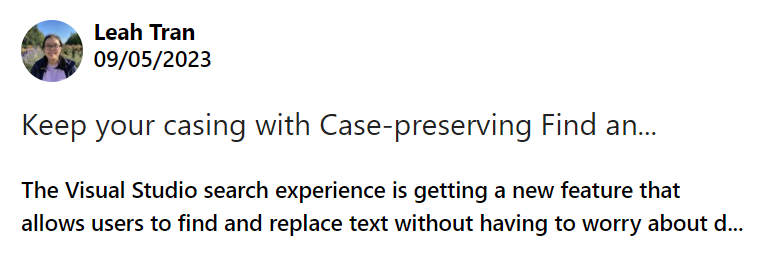 Leah Tran
09/05/2023
Keep your casing with Case-preserving Find an...
The Visual Studio search experience is getting a new feature that
allows users to find and replace text without having to worry about d...